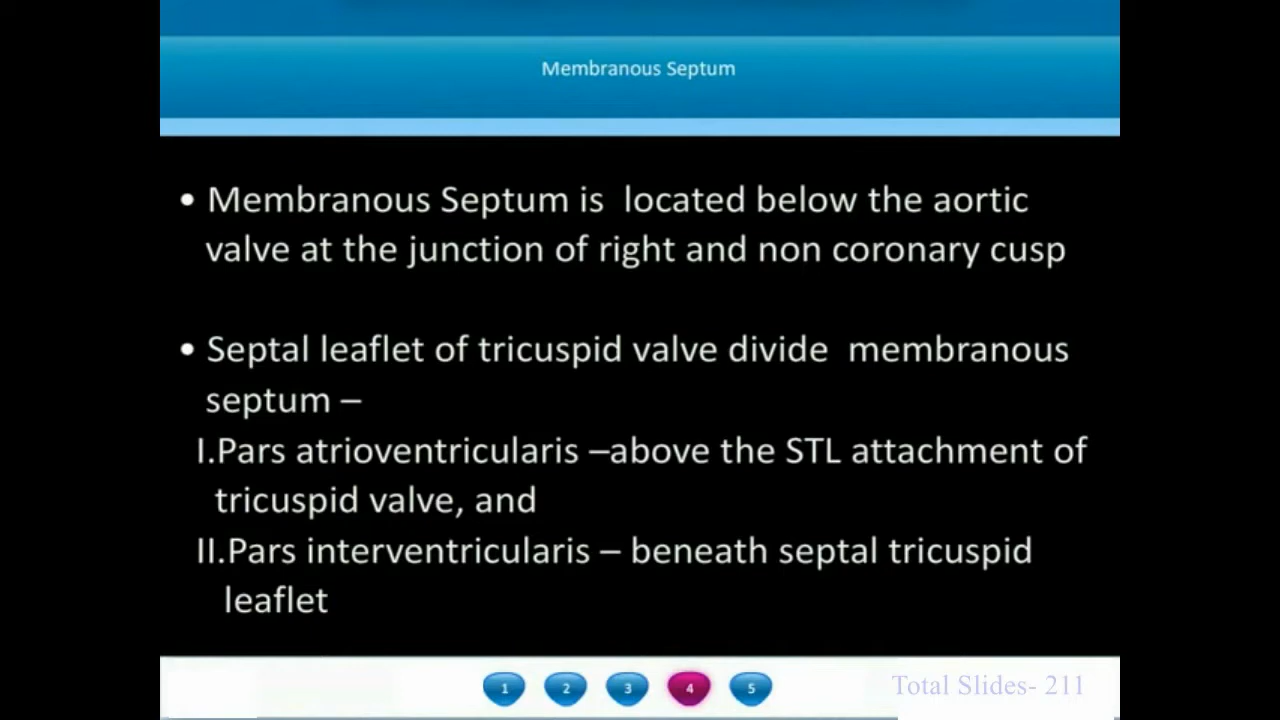 Membranous Septum
• Membranous Septum is  located below the aortic
valve at the junction of right and non coronary cusp
• Septal leaflet of tricuspid valve divide  membranous
septum –
I.Pars atrioventricularis –above the STL attachment of
tricuspid valve, and
II.Pars interventricularis – beneath septal tricuspid
leaflet
1 2 3 4 5
Total Slides- 211